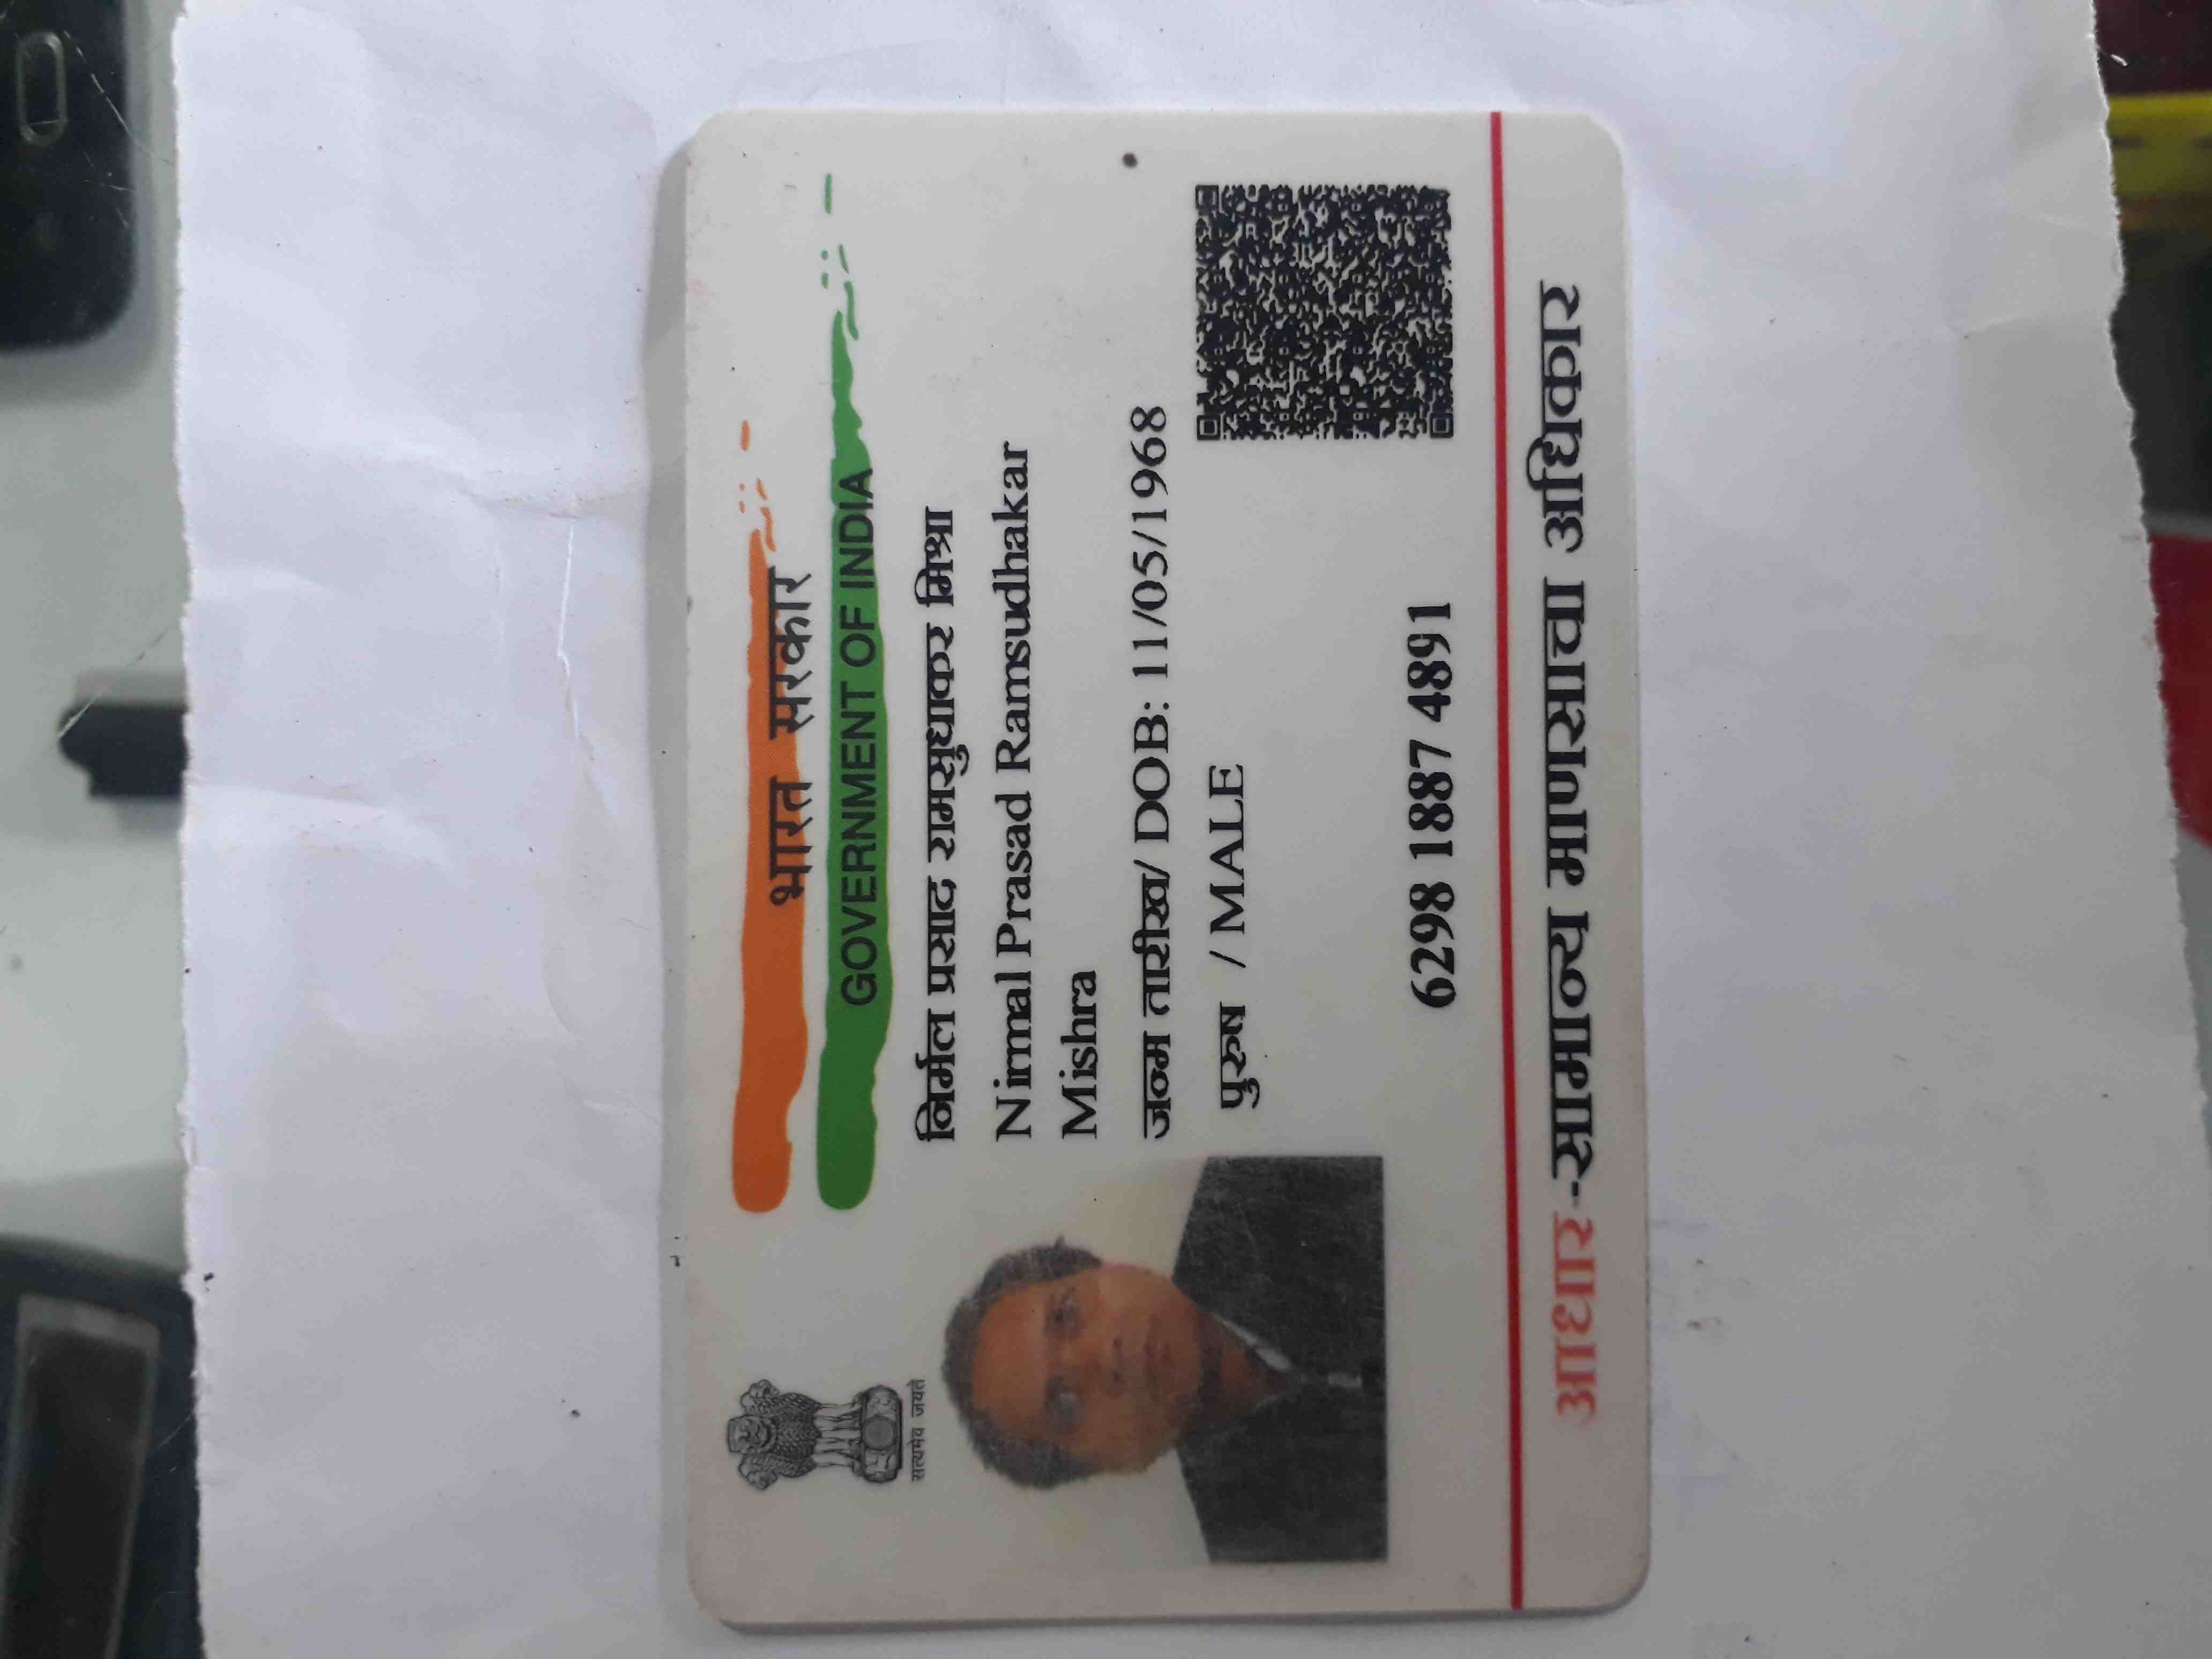 भारत सरकार
GOVERNMENT OF INDIA
सत्यमेव जयते
निर्मल प्रसाद रामसुधाकर मिश्रा
Nirmal Prasad Ramsudhakar
Mishra
जन्म तारीख/ DOB: 11/05/1968
पुरुष / MALE
6298 1887 4891
आधार-सामान्य माणसाचा अधिकार